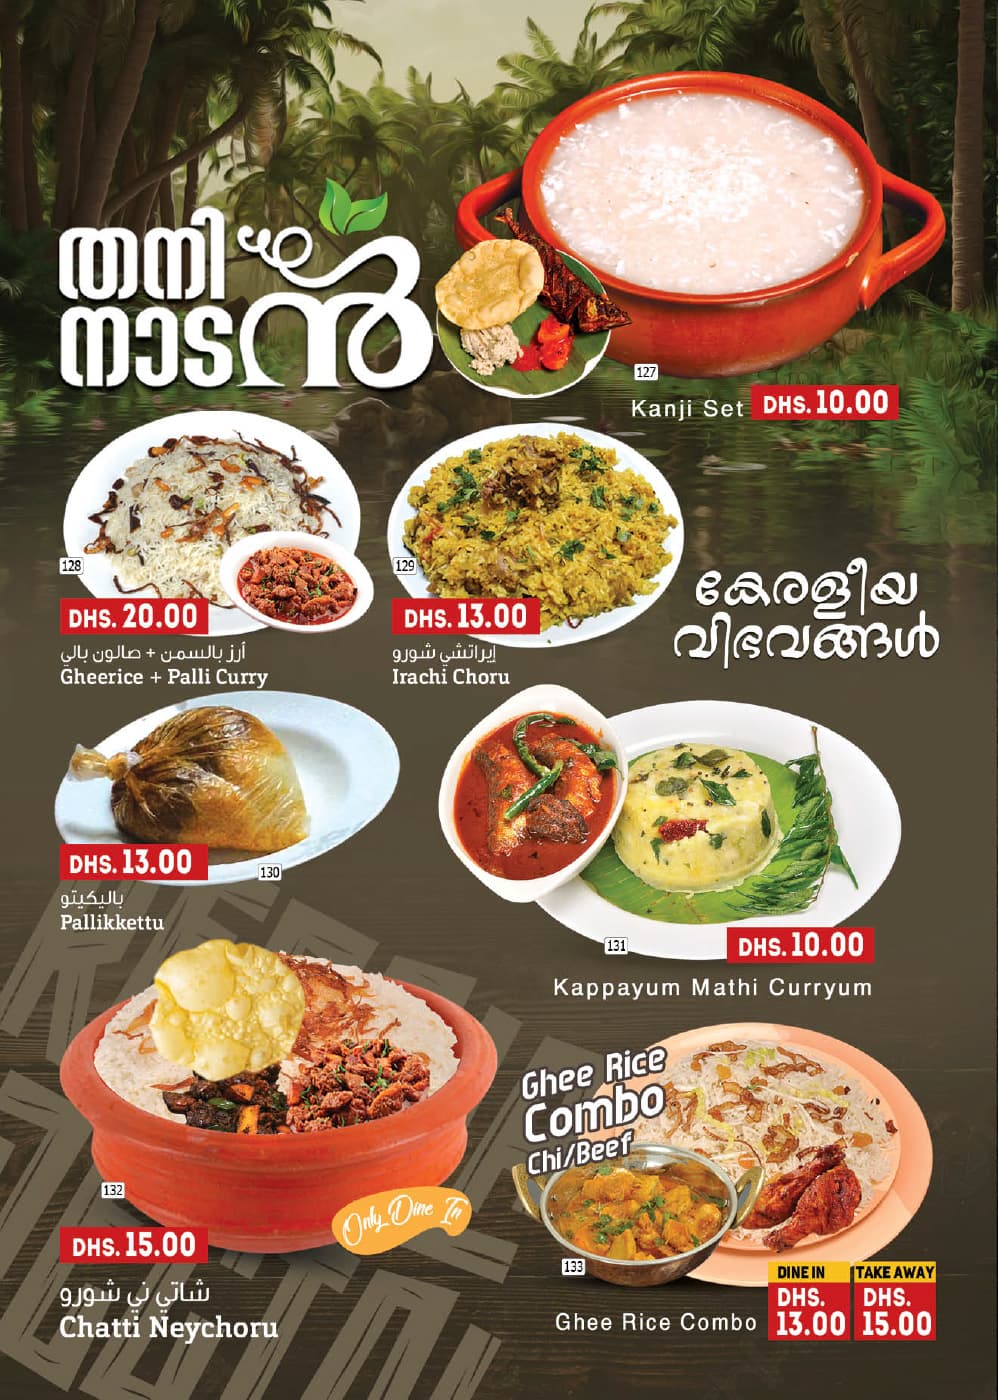 തനി
നാടൻ
127
Kanji Set DHS. 10.00
128
DHS. 20.00
أرز بالسمن + صالون بالي
Gheerice + Palli Curry
129
DHS. 13.00
إيراتشي شورو
Irachi Choru
കേരളീയ
വിഭവങ്ങൾ
DHS. 13.00
130
باليكيتو
Pallikkettu
131
DHS. 10.00
Kappayum Mathi Curryum
132
Only Dine In
DHS. 15.00
شاتي ني شورو
Chatti Neychoru
Ghee Rice
Combo
Chi/Beef
133
Ghee Rice Combo
DINE IN
DHS.
13.00
TAKE AWAY
DHS.
15.00